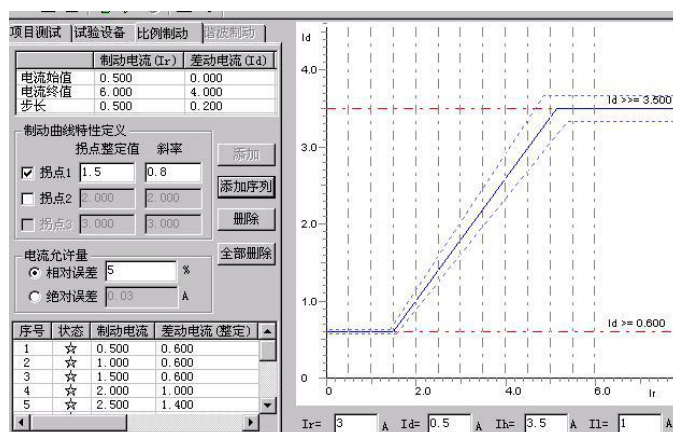 项目测试 试验设备 比例制动 谐波制动
制动电流(Ir) 差动电流(Id)
电流始值 0.500 0.000
电流终值 6.000 4.000
步长 0.500 0.200
制动曲线特性定义
拐点整定值 斜率
拐点1 1.5 0.8
拐点2 2.000 2.000
拐点3 3.000 3.000
添加
添加序列
删除
全部删除
电流允许量
相对误差 5 %
绝对误差 0.03 A
序号 状态 制动电流 差动电流(整定)
1 ☆ 0.500 0.600
2 ☆ 1.000 0.600
3 ☆ 1.500 0.600
4 ☆ 2.000 1.000
5 ☆ 2.500 1.400
Id
4.0
3.0
2.0
1.0
0
Id >>= 3.500
Id >= 0.600
0 2.0 4.0 6.0 Ir
Ir= 3 A Id= 0.5 A Ih= 3.5 A Il= 1 A